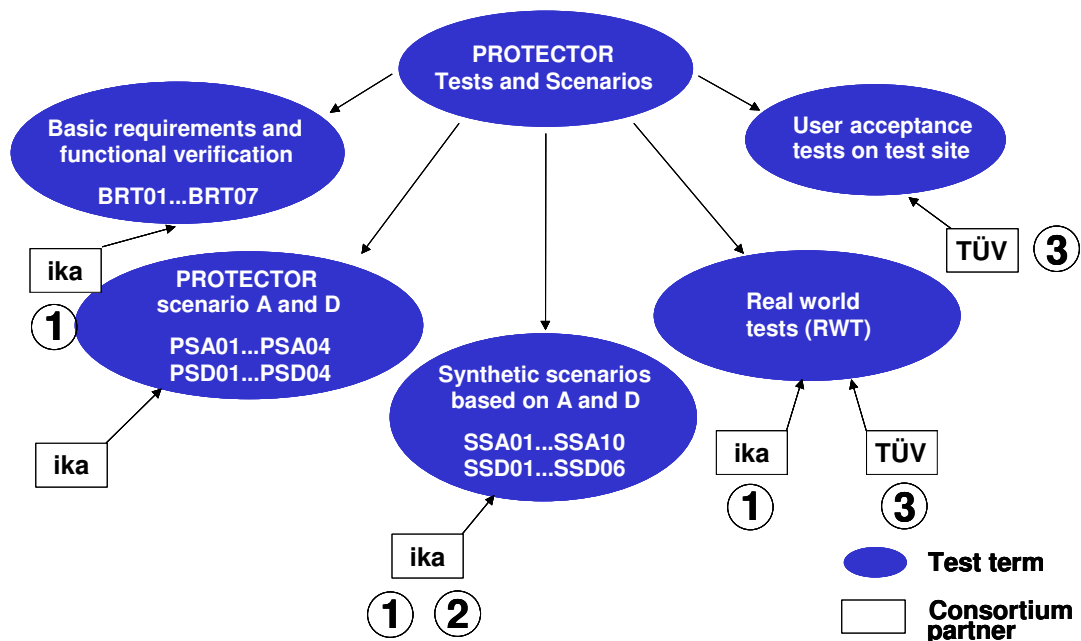 PROTECTOR
Tests and Scenarios
Basic requirements and
functional verification
BRT01...BRT07
User acceptance
tests on test site
ika
1
TÜV
3
PROTECTOR
scenario A and D
PSA01...PSA04
PSD01...PSD04
ika
Synthetic scenarios
based on A and D
SSA01...SSA10
SSD01...SSD06
ika
1
2
Real world
tests (RWT)
ika
1
TÜV
3
Test term
Consortium
partner